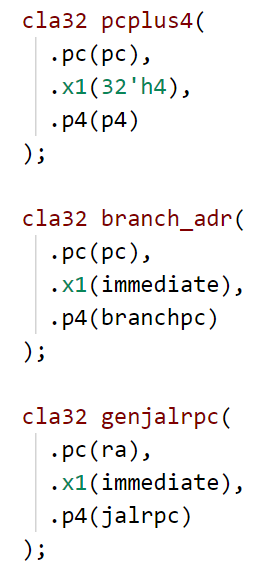 cla32 pcplus4(
.pc(pc),
.x1(32'h4),
.p4(p4)
);
cla32 branch_adr(
.pc(pc),
.x1(immediate),
.p4(branchpc)
);
cla32 genjalrpc(
.pc(ra),
.x1(immediate),
.p4(jalrpc)
);